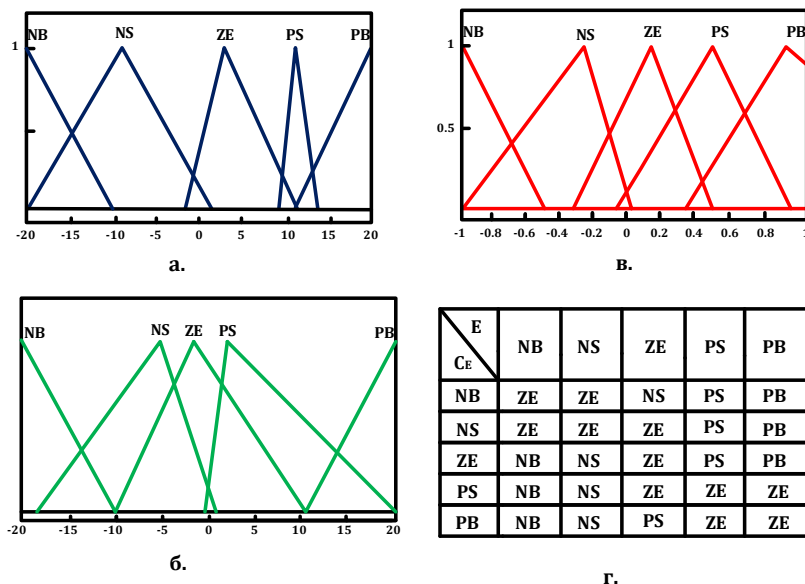 NB NS ZE PS PB
1
-20 -15 -10 -5 0 5 10 15 20
а.
NB NS ZE PS PB
1
0.5
-1 -0.8 -0.6 -0.4 -0.2 0 0.2 0.4 0.6 0.8 1
в.
NB NS ZE PS PB
-20 -15 -10 -5 0 5 10 15 20
б.
E
CE NB NS ZE PS PB
NB ZE ZE NS PS PB
NS ZE ZE ZE PS PB
ZE NB NS ZE PS PB
PS NB NS ZE ZE ZE
PB NB NS PS ZE ZE
г.